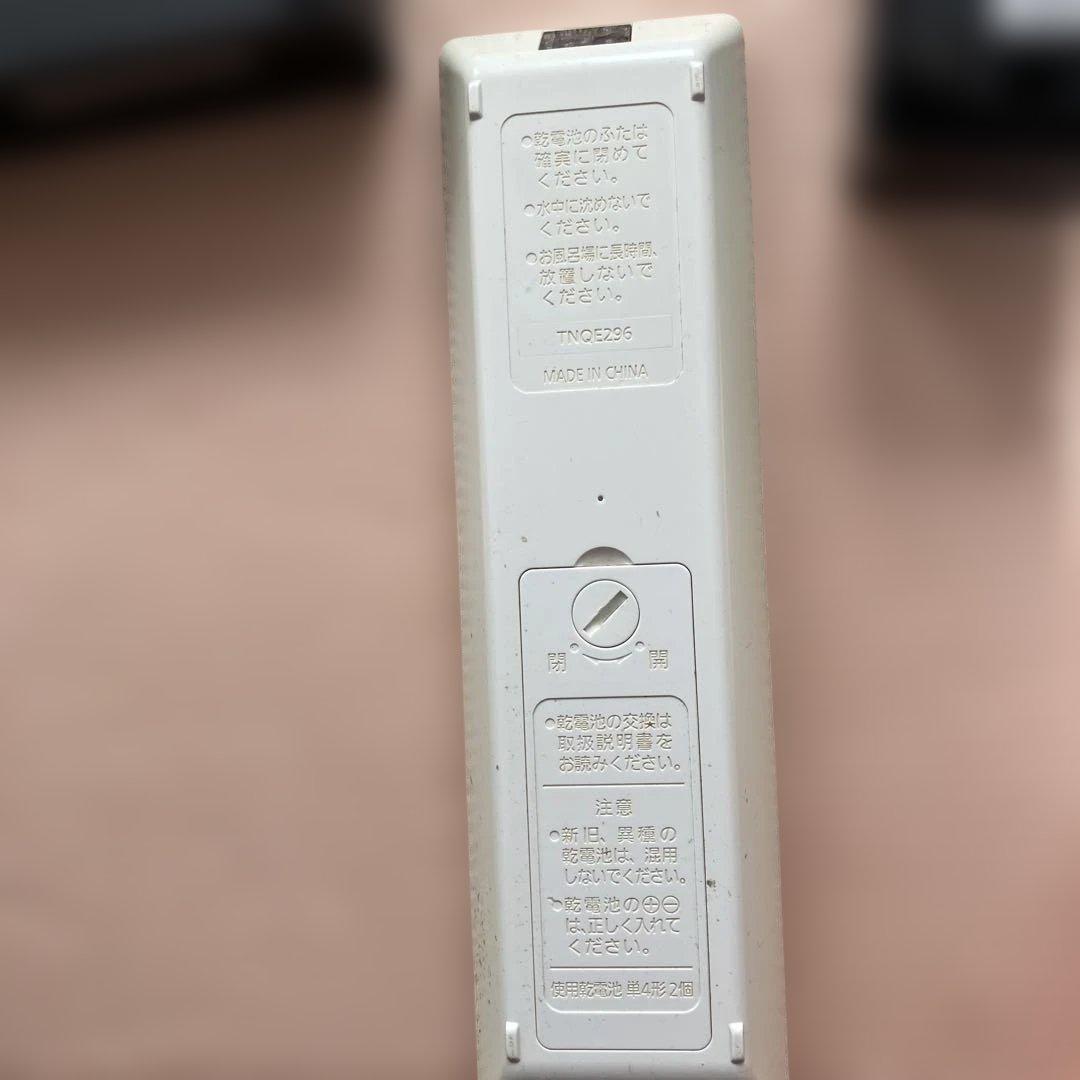 ●乾電池のふたは
確実に閉めて
ください。
●水中に沈めないで
ください。
●お風呂場に長時間、
放置しないで
ください。
TNQE296
MADE IN CHINA
閉 開
●乾電池の交換は
取扱説明書を
お読みください。
注意
●新旧、異種の
乾電池は、混用
しないでください。
●乾電池の⊕⊖
は、正しく入れて
ください。
使用乾電池 単4形 2個